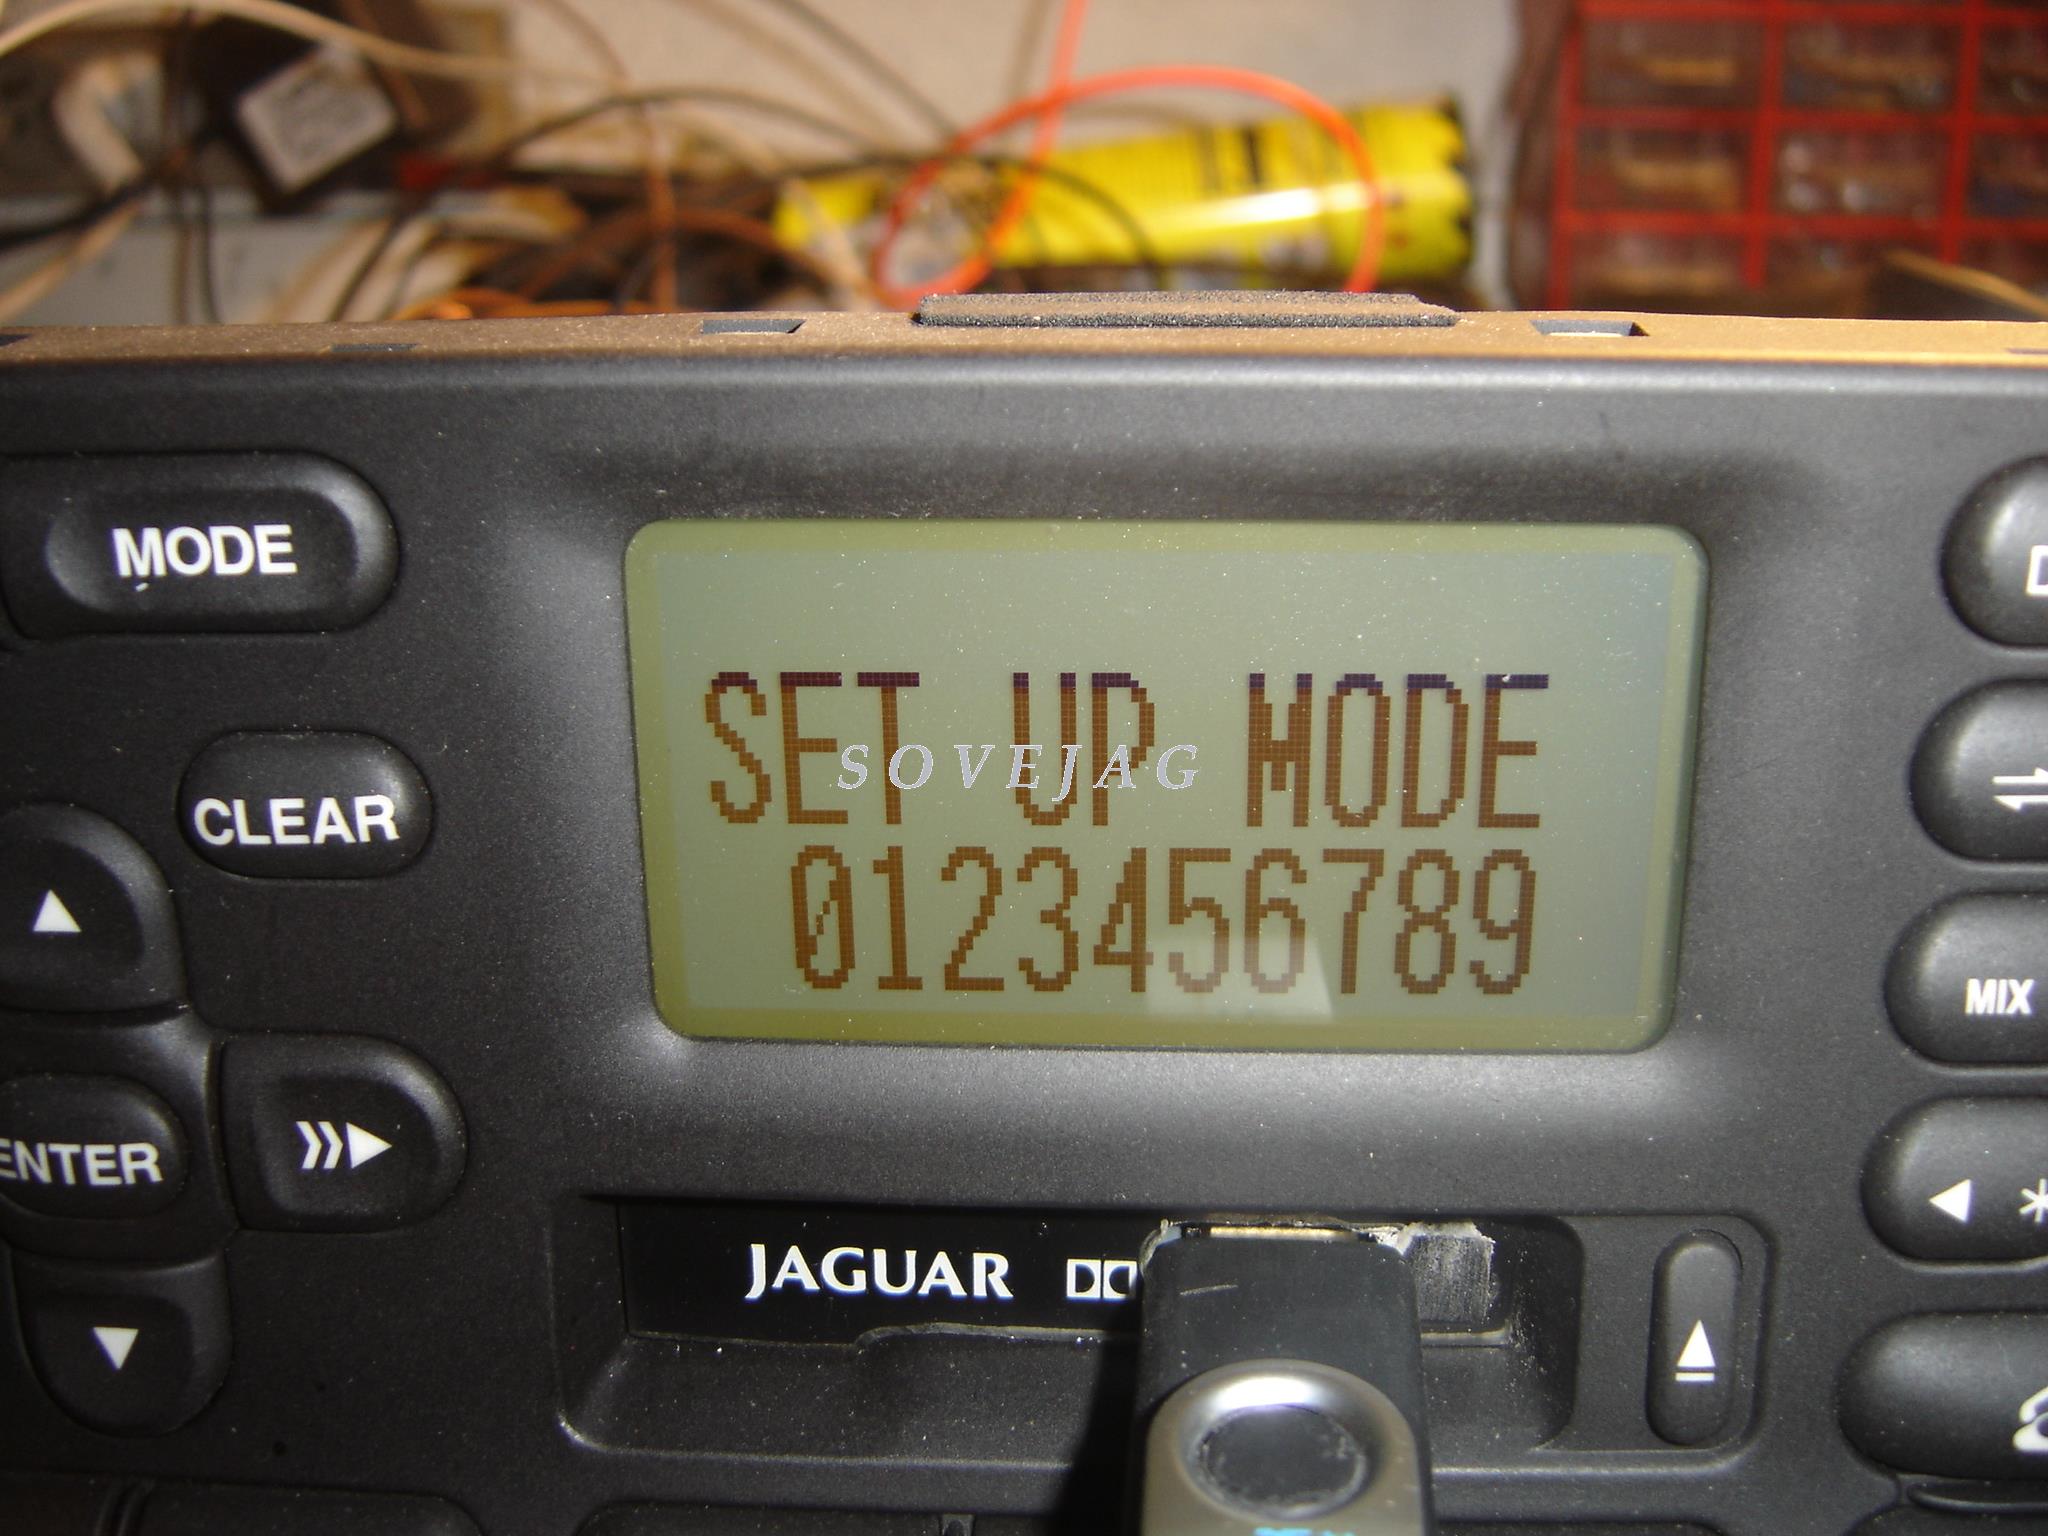 MODE
SET UP MODE
SOVEJAG
0123456789
CLEAR
MIX
ENTER
JAGUAR